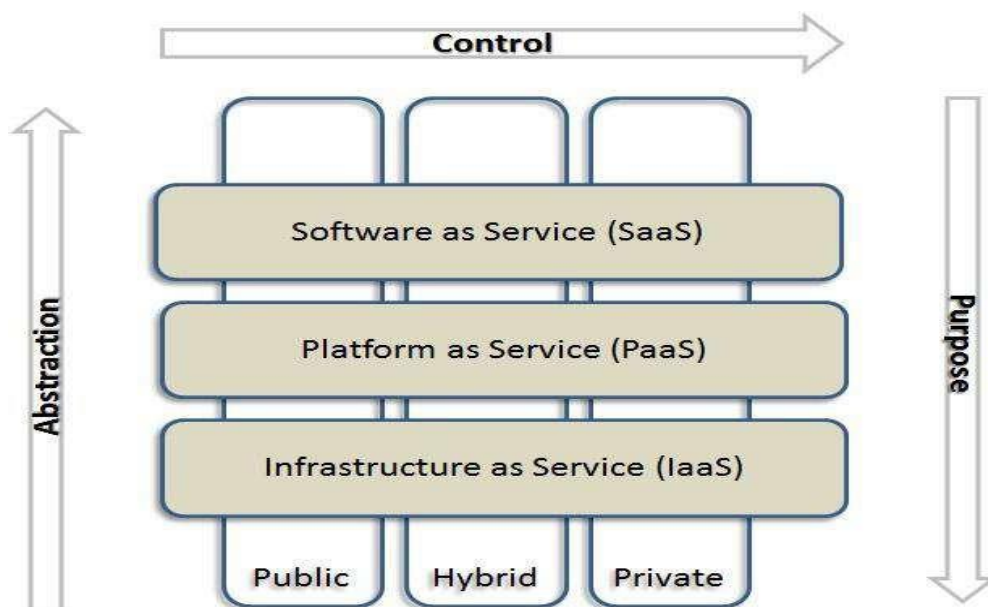 Control
Abstraction
Software as Service (SaaS)
Platform as Service (PaaS)
Infrastructure as Service (IaaS)
Public
Hybrid
Private
Purpose